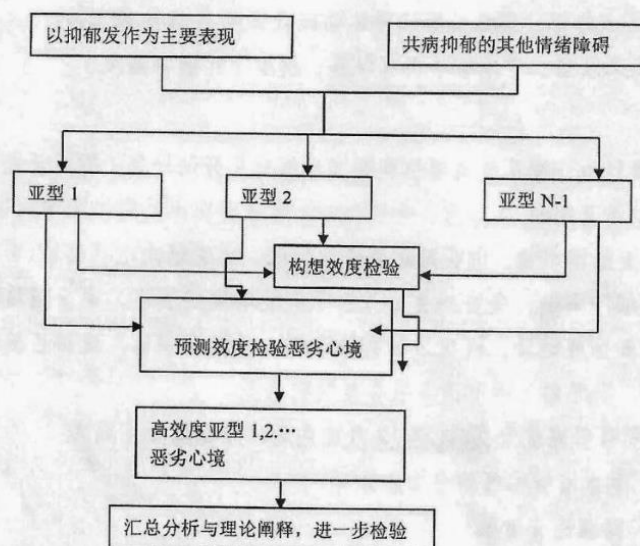 以抑郁发作为主要表现
共病抑郁的其他情绪障碍
亚型 1
亚型 2
亚型 N-1
构想效度检验
预测效度检验恶劣心境
高效度亚型 1,2.…
恶劣心境
汇总分析与理论阐释，进一步检验